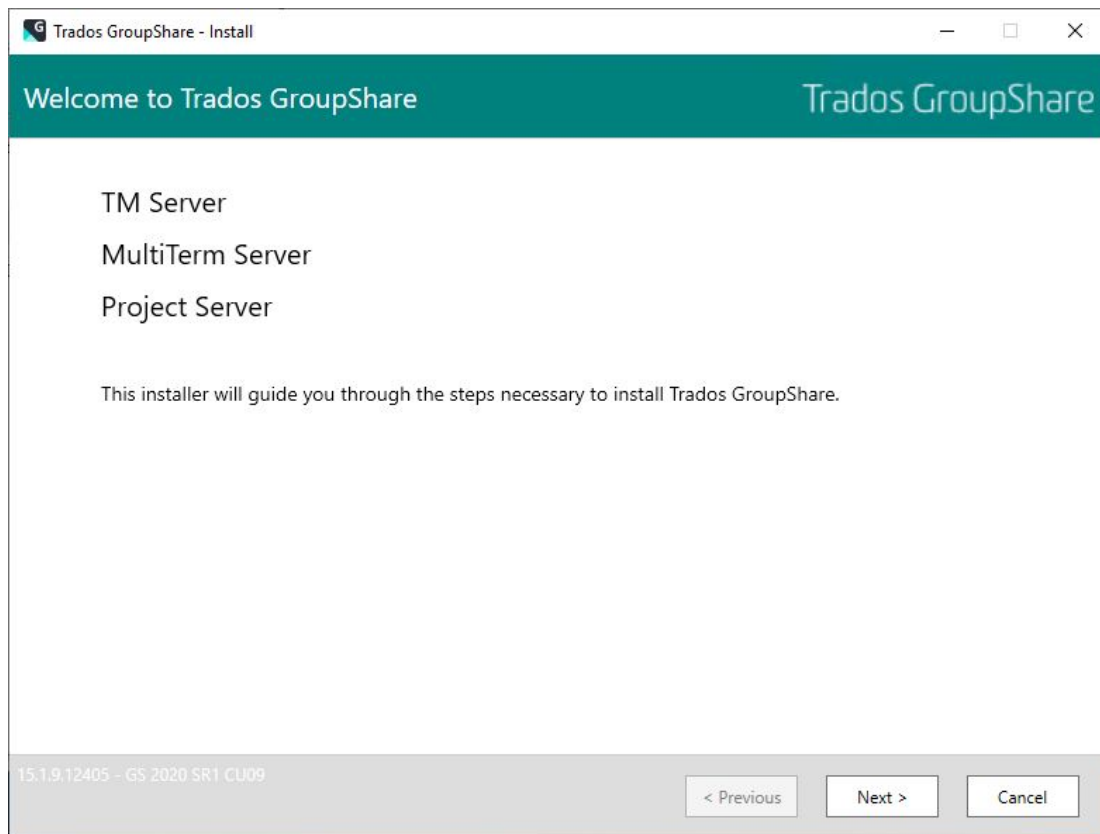 Trados GroupShare - Install
Welcome to Trados GroupShare
Trados GroupShare
TM Server
MultiTerm Server
Project Server
This installer will guide you through the steps necessary to install Trados GroupShare.
15.1.9.12405 - GS 2020 SR1 CU09
< Previous
Next >
Cancel